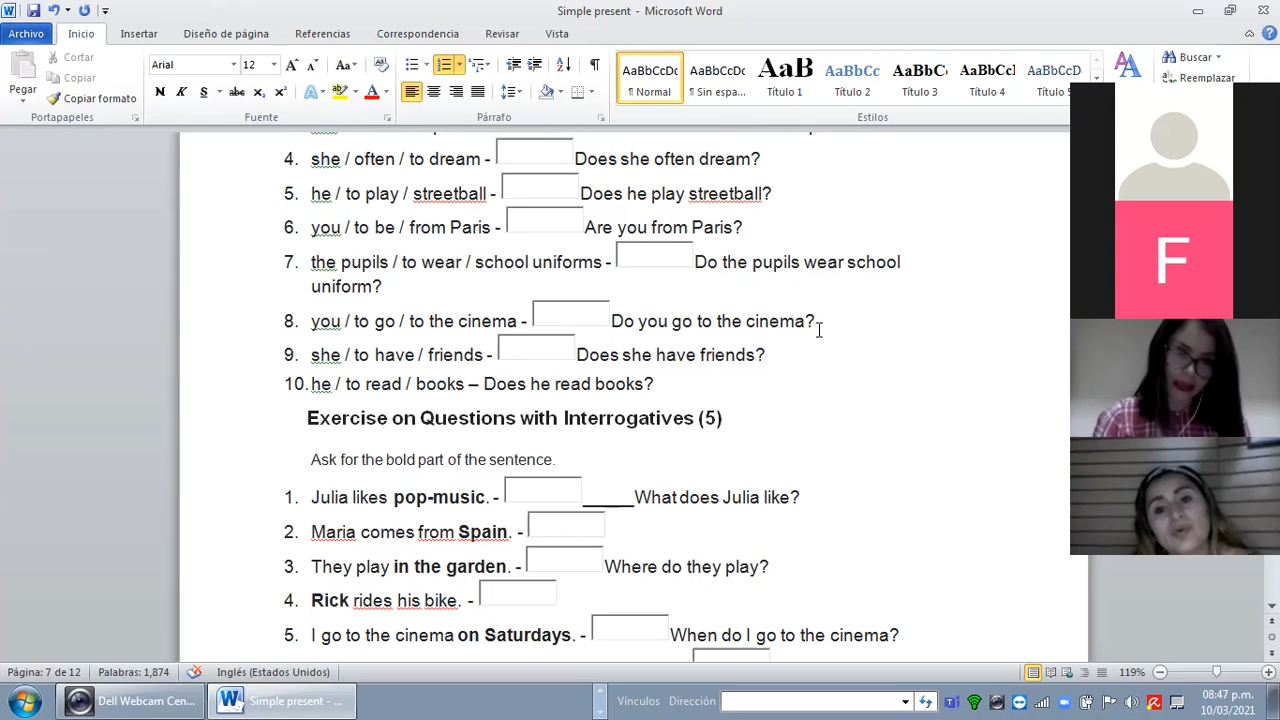 Simple present - Microsoft Word
Archivo Inicio Insertar Diseño de página Referencias Correspondencia Revisar Vista
Pegar
Cortar
Copiar
Copiar formato
Portapapeles
Arial 12
Aa
N K S abc x₂ x²
Fuente
Párrafo
AaBbCcDc AaBbCcDc AaB AaBbCc AaBbCc AaBbCc AaBbCcD
¶ Normal ¶ Sin espa... Título 1 Título 2 Título 3 Título 4 Título 5
Estilos
Buscar
Reemplazar
4. she / often / to dream - Does she often dream?
5. he / to play / streetball - Does he play streetball?
6. you / to be / from Paris - Are you from Paris?
7. the pupils / to wear / school uniforms - Do the pupils wear school
uniform?
8. you / to go / to the cinema - Do you go to the cinema?
9. she / to have / friends - Does she have friends?
10. he / to read / books – Does he read books?
Exercise on Questions with Interrogatives (5)
Ask for the bold part of the sentence.
1. Julia likes pop-music. - _____What does Julia like?
2. Maria comes from Spain. -
3. They play in the garden. - Where do they play?
4. Rick rides his bike. -
5. I go to the cinema on Saturdays. - When do I go to the cinema?
F
Página: 7 de 12 Palabras: 1,874 Inglés (Estados Unidos) 119%
Dell Webcam Cen... Simple present - ... Vínculos Dirección
08:47 p.m.
10/03/2021